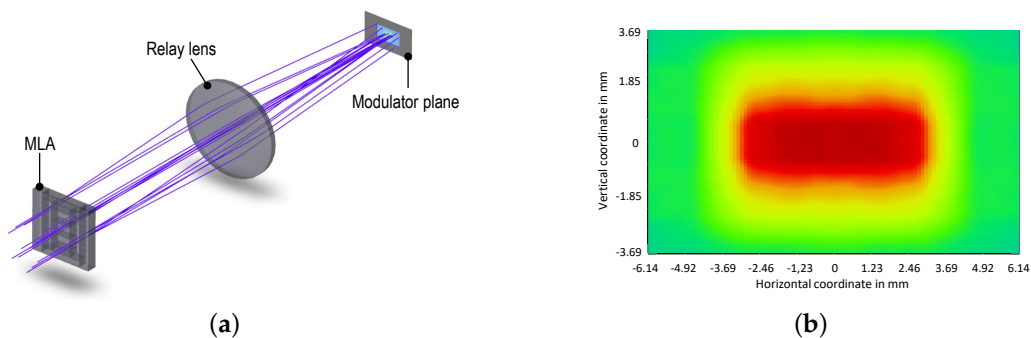 Relay lens
Modulator plane
MLA
(a)
3.69
1.85
0
-1.85
-3.69
Vertical coordinate in mm
-6.14 -4.92 -3.69 -2.46 -1,23 0 1.23 2.46 3.69 4.92 6.14
Horizontal coordinate in mm
(b)